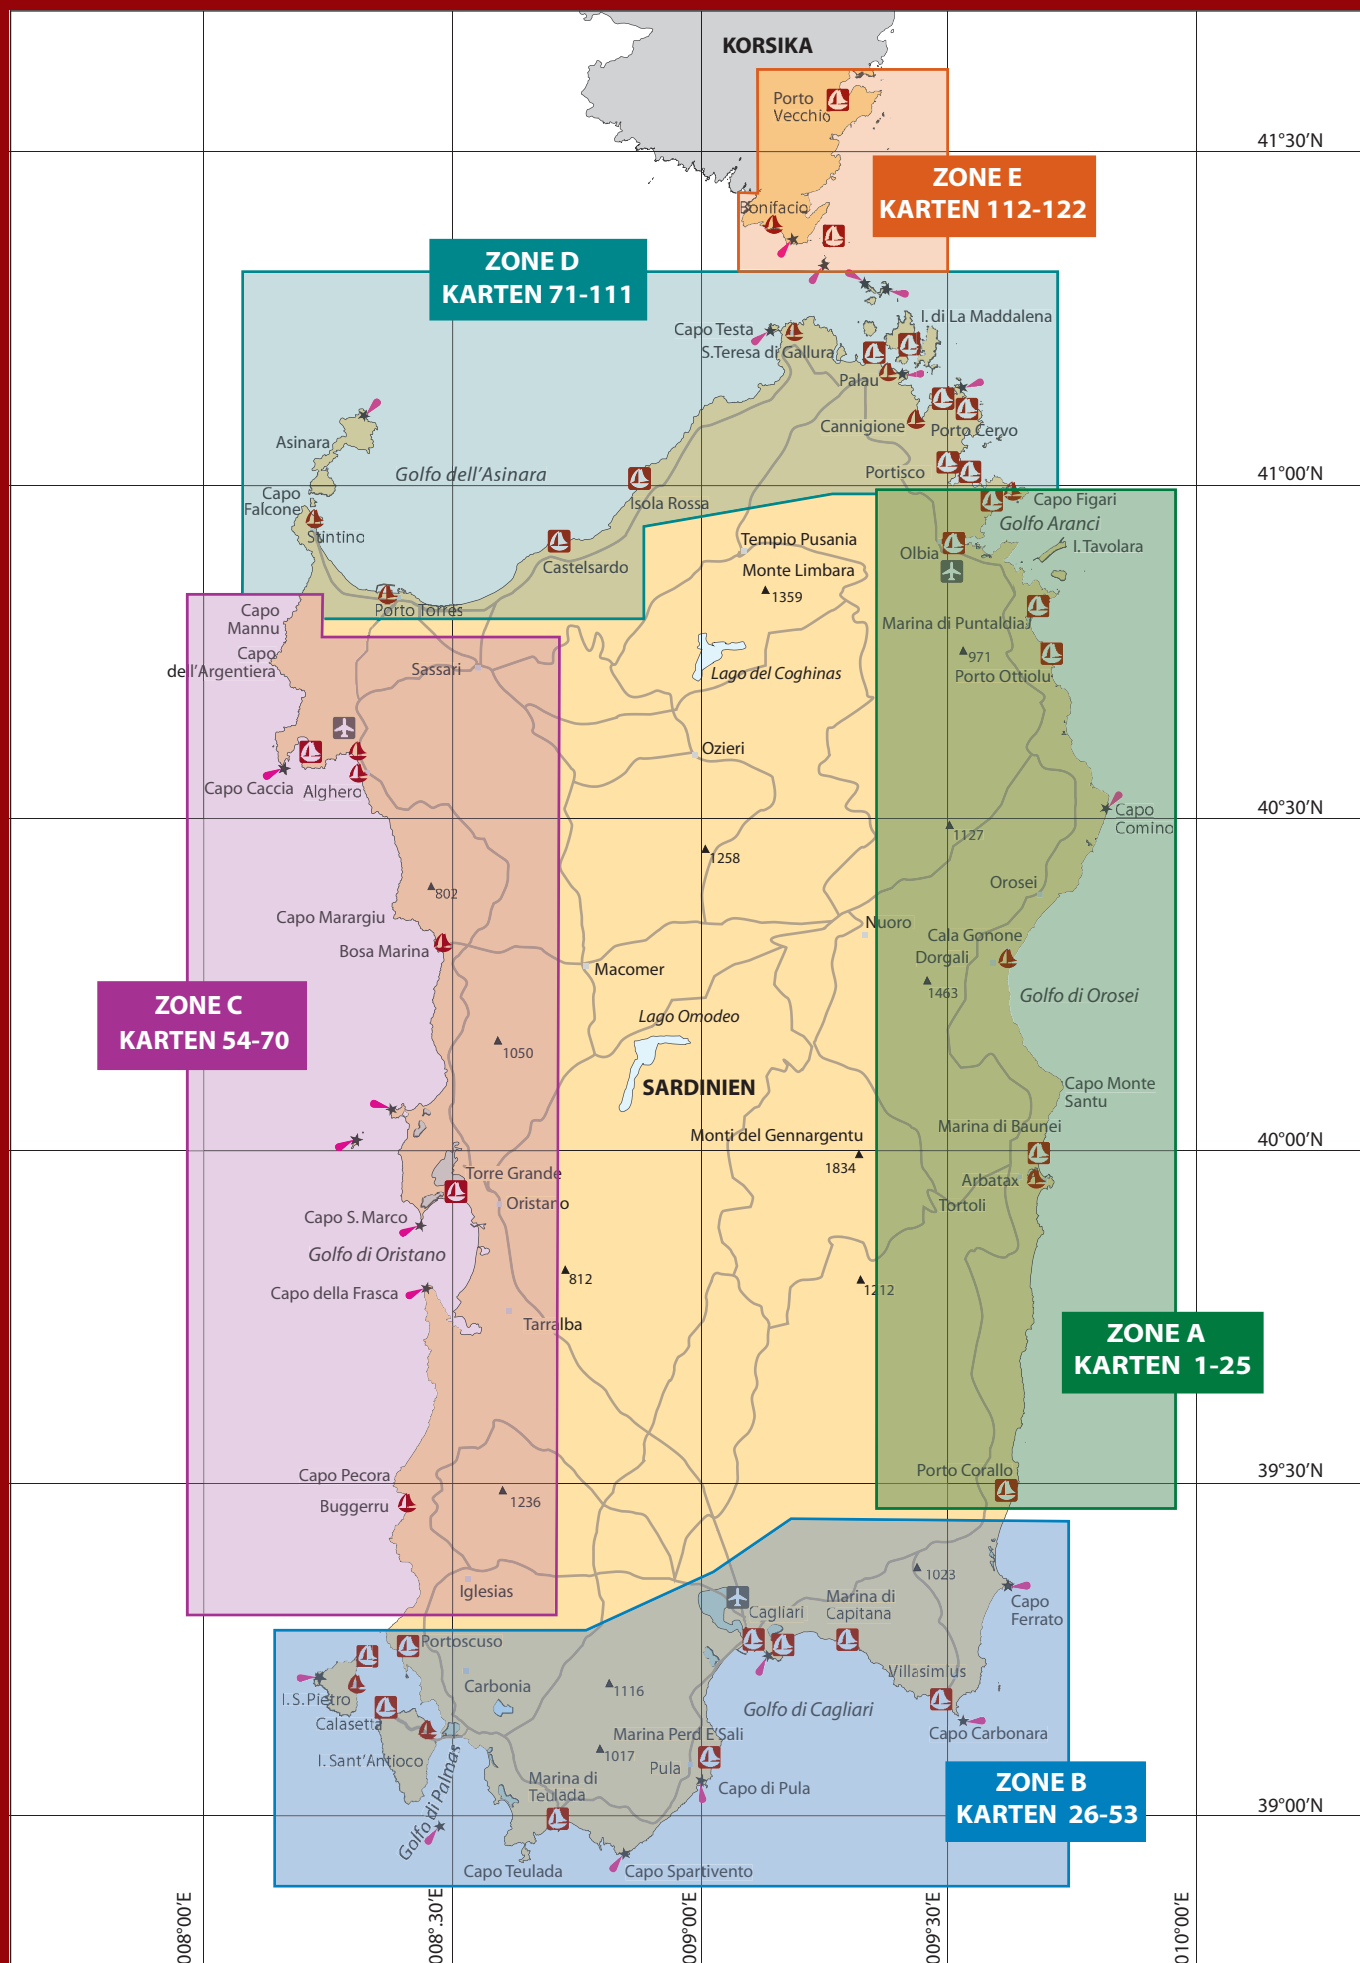 KORSIKA
Porto
Vecchio
41°30'N
ZONE E
KARTEN 112-122
Bonifacio
ZONE D
KARTEN 71-111
I. di La Maddalena
Capo Testa
S.Teresa di Gallura
Palau
Cannigione
Porto Cervo
Asinara
Golfo dell'Asinara
Portisco
41°00'N
Capo
Falcone
Isola Rossa
Capo Figari
Golfo Aranci
Stintino
Tempio Pusania
Olbia
I.Tavolara
Castelsardo
Monte Limbara
1359
Porto Torres
Capo
Mannu
Marina di Puntaldia
Capo
dell'Argentiera
Sassari
971
Lago del Coghinas
Porto Ottiolu
Ozieri
Capo Caccia
Alghero
40°30'N
Capo
Comino
1127
1258
802
Orosei
Capo Marargiu
Nuoro
Bosa Marina
Cala Gonone
Dorgali
Macomer
1463
Golfo di Orosei
ZONE C
KARTEN 54-70
Lago Omodeo
1050
SARDINIEN
Capo Monte
Santu
Monti del Gennargentu
Marina di Baunei
40°00'N
1834
Torre Grande
Arbatax
Oristano
Tortoli
Capo S. Marco
Golfo di Oristano
812
1212
Capo della Frasca
Tarralba
ZONE A
KARTEN 1-25
Porto Corallo
Capo Pecora
39°30'N
Buggerru
1236
1023
Iglesias
Marina di
Capitana
Capo
Ferrato
Cagliari
Portoscuso
Villasimius
Carbonia
1116
I.S.Pietro
Golfo di Cagliari
Calasetta
Marina Perd E'Sali
Capo Carbonara
I. Sant'Antioco
1017
Pula
Golfo di Palmas
Marina di
Teulada
Capo di Pula
ZONE B
KARTEN 26-53
39°00'N
Capo Teulada
Capo Spartivento
008°00'E
008°.30'E
009°00'E
009°30'E
010°00'E